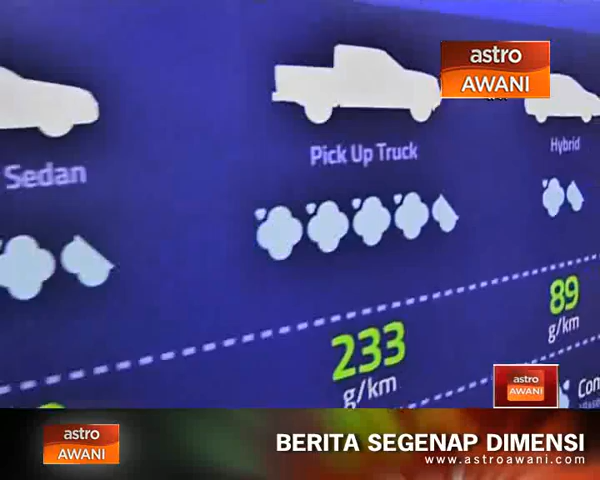 astro
AWANI
Sedan
Pick Up Truck
Hybrid
233
g/km
89
g/km
astro
AWANI
astro
AWANI
BERITA SEGENAP DIMENSI
www.astroawani.com